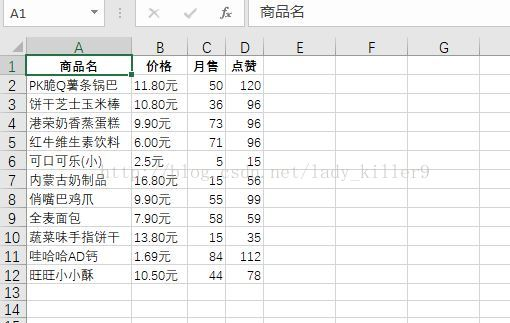 A1 fx 商品名
A B C D E F G
1 商品名 价格 月售 点赞
2 PK脆Q薯条锅巴 11.80元 50 120
3 饼干芝士玉米棒 10.80元 36 96
4 港荣奶香蒸蛋糕 9.90元 73 96
5 红牛维生素饮料 6.00元 71 96
6 可口可乐(小) 2.5元 5 15
http://blog.csdn.net/lady_killer9
7 内蒙古奶制品 16.80元 15 56
8 俏嘴巴鸡爪 9.90元 55 99
9 全麦面包 7.90元 58 59
10 蔬菜味手指饼干 13.80元 15 35
11 哇哈哈AD钙 1.69元 84 112
12 旺旺小小酥 10.50元 44 78
13
14